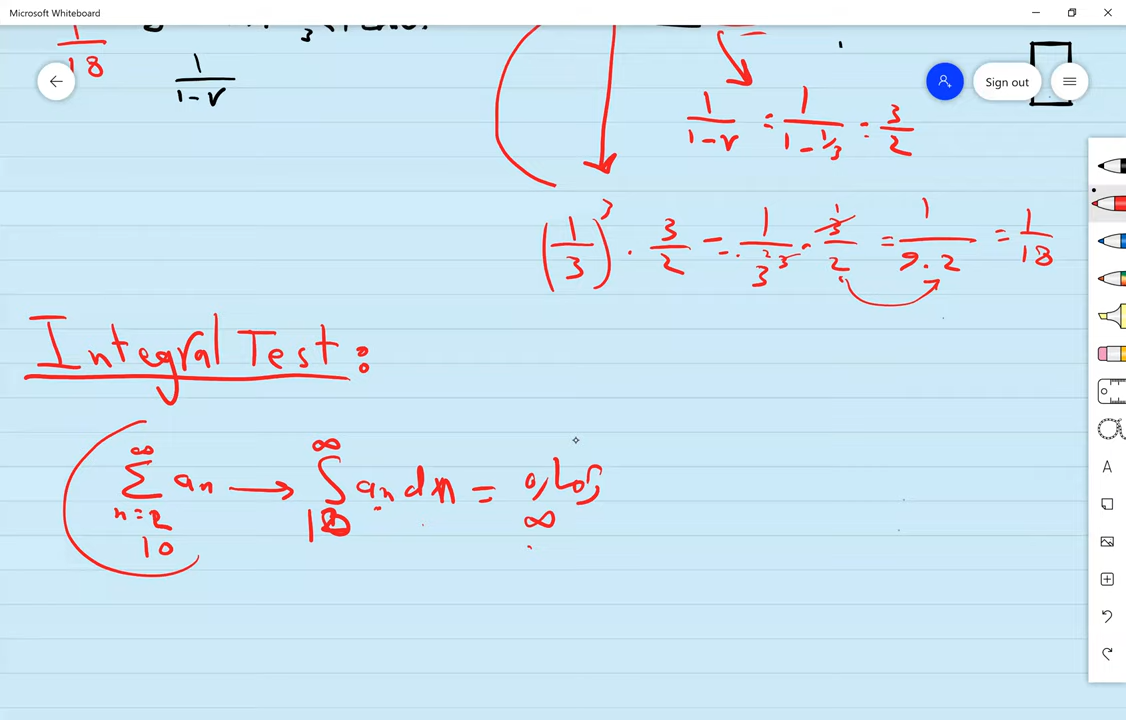 Microsoft Whiteboard
Sign out
1/18
1/(1-r)
1/(1-r) = 1/(1-1/3) = 3/2
(1/3)^3 · 3/2 = 1/3^3 · 3/2 = 1/(9·2) = 1/18
Integral Test:
∞ ∞
Σ an → ∫ an dn =
n=2
10 ∞
A